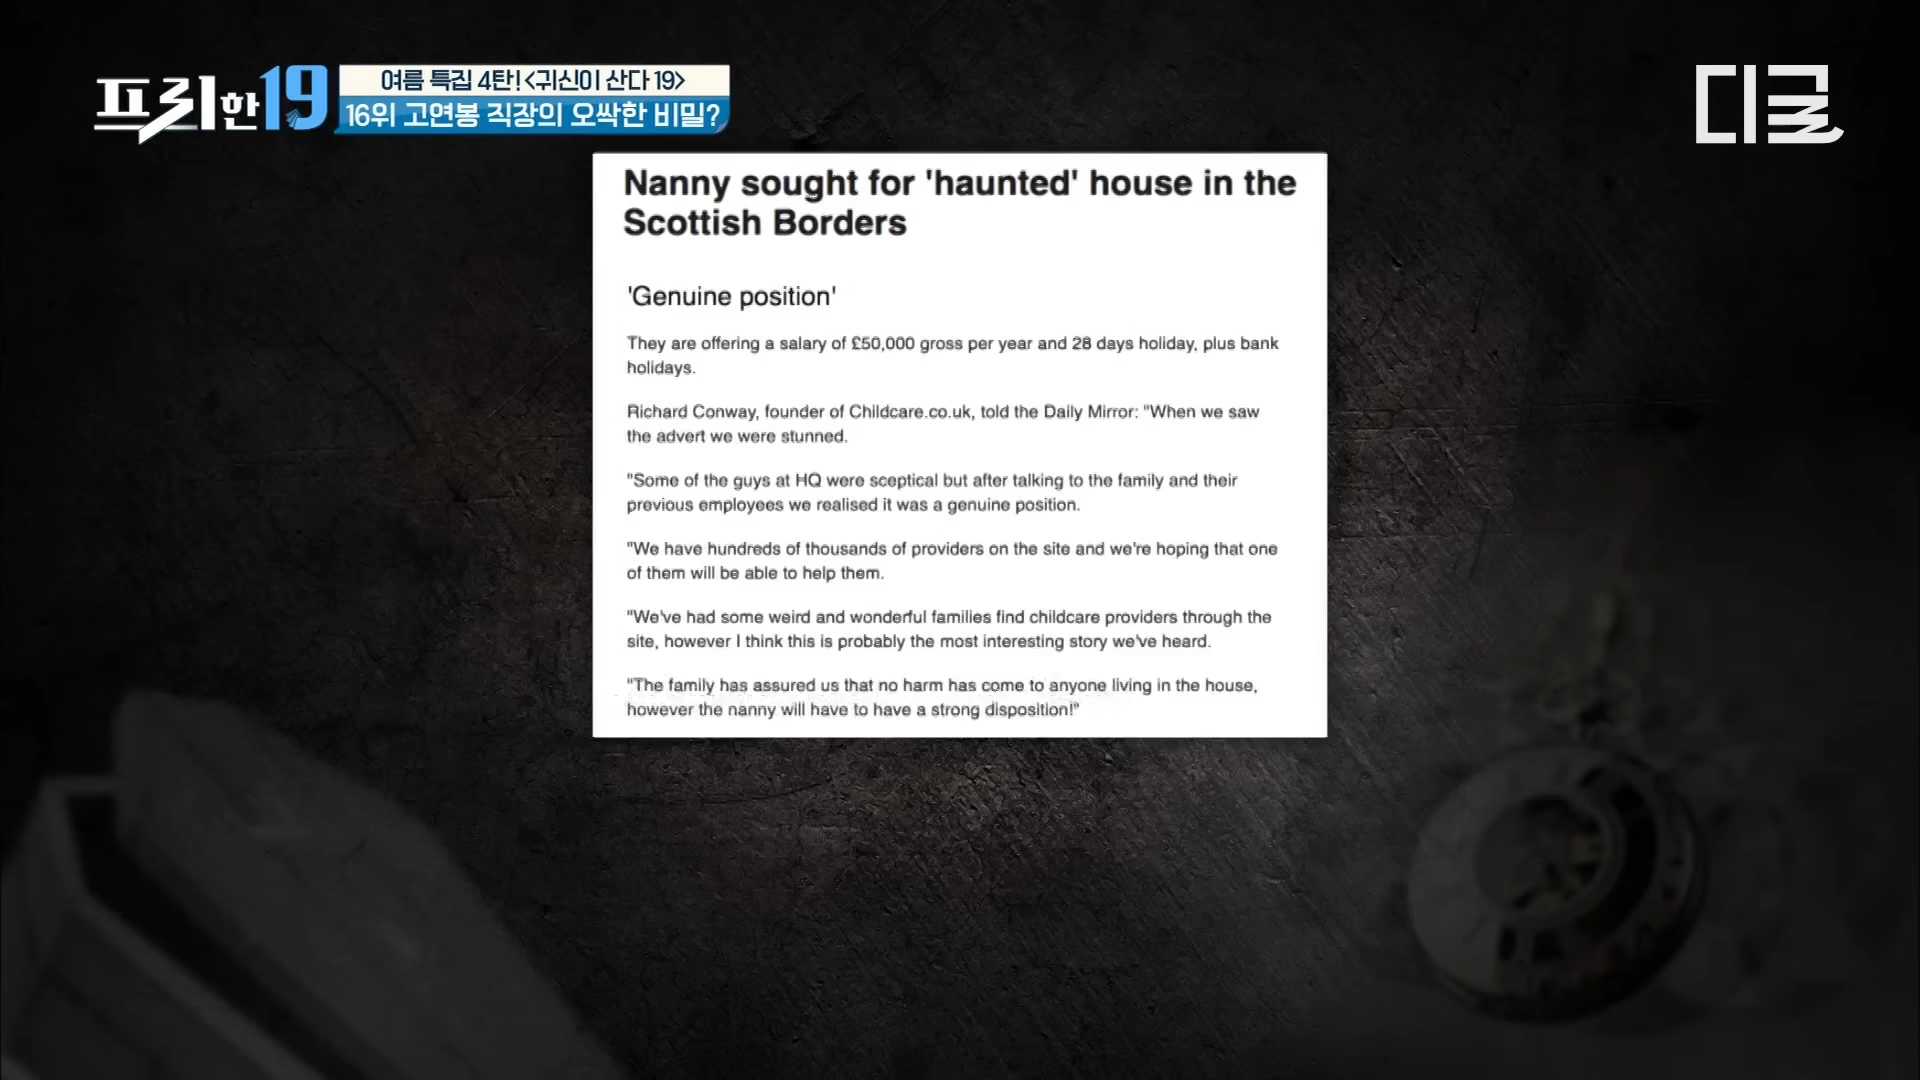 프리한19
여름 특집 4탄! <귀신이 산다 19>
16위 고연봉 직장의 오싹한 비밀?
디글
Nanny sought for 'haunted' house in the
Scottish Borders
'Genuine position'
They are offering a salary of £50,000 gross per year and 28 days holiday, plus bank
holidays.
Richard Conway, founder of Childcare.co.uk, told the Daily Mirror: "When we saw
the advert we were stunned.
"Some of the guys at HQ were sceptical but after talking to the family and their
previous employees we realised it was a genuine position.
"We have hundreds of thousands of providers on the site and we're hoping that one
of them will be able to help them.
"We've had some weird and wonderful families find childcare providers through the
site, however I think this is probably the most interesting story we've heard.
"The family has assured us that no harm has come to anyone living in the house,
however the nanny will have to have a strong disposition!"